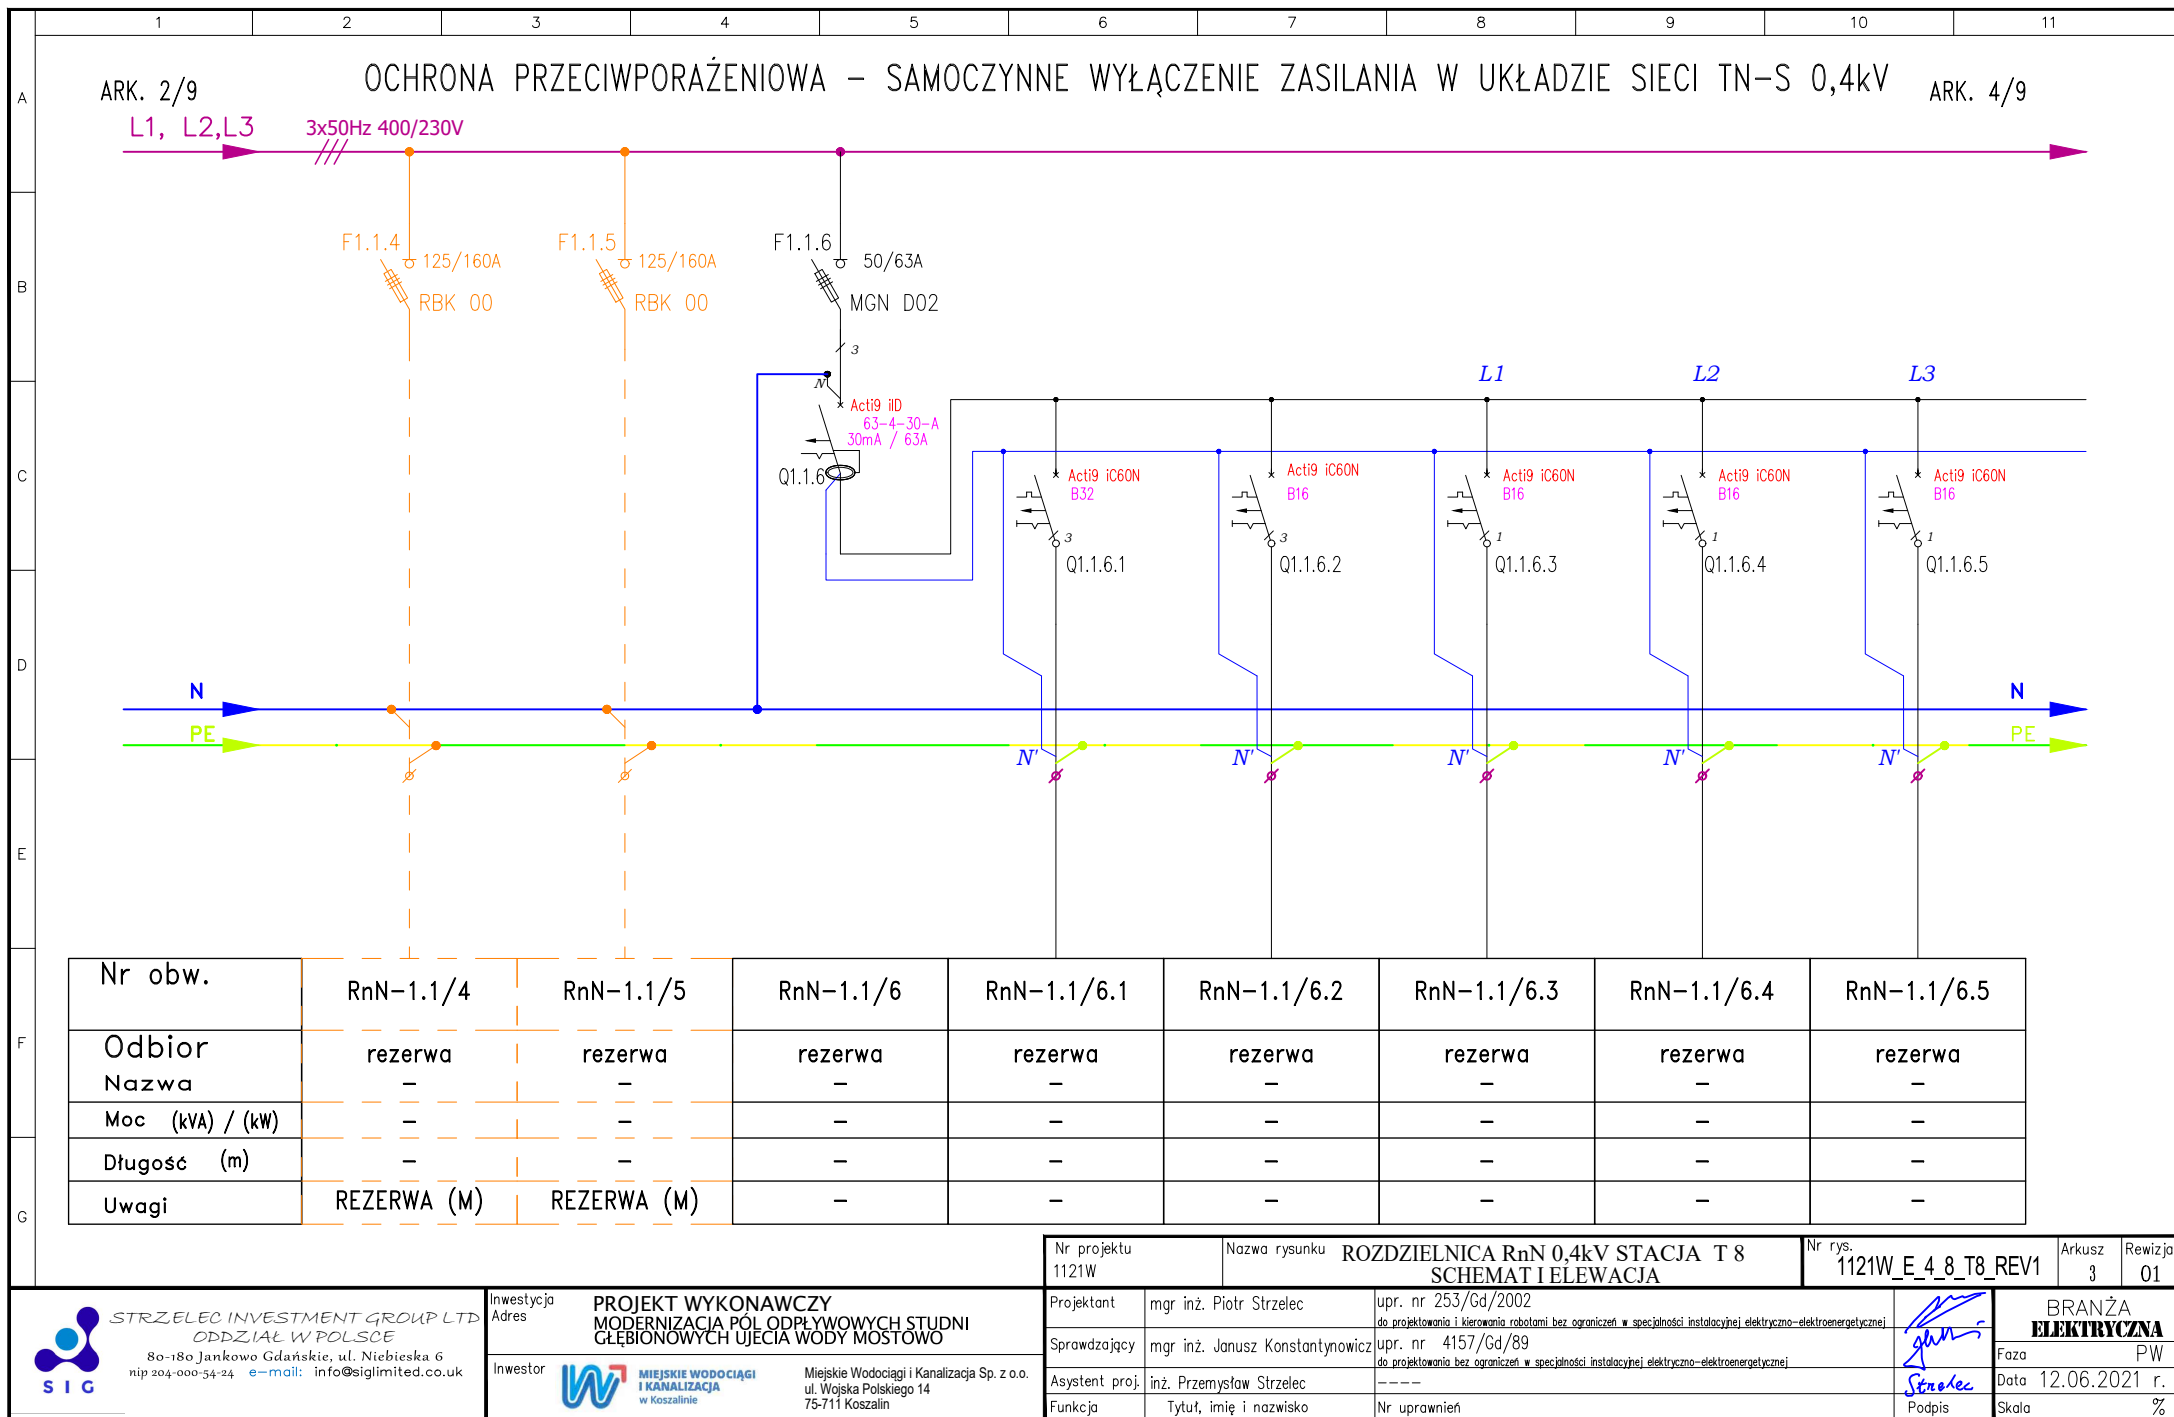 1 2 3 4 5 6 7 8 9 10 11
A
B
C
D
E
F
G
ARK. 2/9
OCHRONA PRZECIWPORAŻENIOWA – SAMOCZYNNE WYŁĄCZENIE ZASILANIA W UKŁADZIE SIECI TN-S 0,4kV
ARK. 4/9
L1, L2,L3
3x50Hz 400/230V
F1.1.4
125/160A
RBK 00
F1.1.5
125/160A
RBK 00
F1.1.6
50/63A
MGN D02
3
N
Acti9 iID
63-4-30-A
30mA / 63A
Q1.1.6
L1
L2
L3
Acti9 iC60N
B32
3
Q1.1.6.1
Acti9 iC60N
B16
3
Q1.1.6.2
Acti9 iC60N
B16
1
Q1.1.6.3
Acti9 iC60N
B16
1
Q1.1.6.4
Acti9 iC60N
B16
1
Q1.1.6.5
N
N
PE
PE
N' N' N' N' N'
Nr obw. RnN-1.1/4 RnN-1.1/5 RnN-1.1/6 RnN-1.1/6.1 RnN-1.1/6.2 RnN-1.1/6.3 RnN-1.1/6.4 RnN-1.1/6.5
Odbior rezerwa rezerwa rezerwa rezerwa rezerwa rezerwa rezerwa rezerwa
Nazwa – – – – – – – –
Moc (kVA) / (kW) – – – – – – – –
Długość (m) – – – – – – – –
Uwagi REZERWA (M) REZERWA (M) – – – – – –
Nr projektu
1121W
Nazwa rysunku
ROZDZIELNICA RnN 0,4kV STACJA T 8
SCHEMAT I ELEWACJA
Nr rys.
1121W_E_4_8_T8_REV1
Arkusz
3
Rewizja
01
SIG
STRZELEC INVESTMENT GROUP LTD
ODDZIAŁ W POLSCE
80-180 Jankowo Gdańskie, ul. Niebieska 6
nip 204-000-54-24 e-mail: info@siglimited.co.uk
Inwestycja
Adres
PROJEKT WYKONAWCZY
MODERNIZACJA PÓL ODPŁYWOWYCH STUDNI
GŁĘBIONOWYCH UJECIA WODY MOSTOWO
Inwestor
MIEJSKIE WODOCIĄGI
I KANALIZACJA
w Koszalinie
Miejskie Wodociągi i Kanalizacja Sp. z o.o.
ul. Wojska Polskiego 14
75-711 Koszalin
Projektant mgr inż. Piotr Strzelec upr. nr 253/Gd/2002
do projektowania i kierowania robotami bez ograniczeń w specjalności instalacyjnej elektryczno-elektroenergetycznej
Sprawdzający mgr inż. Janusz Konstantynowicz upr. nr 4157/Gd/89
do projektowania bez ograniczeń w specjalności instalacyjnej elektryczno-elektroenergetycznej
Asystent proj. inż. Przemysław Strzelec ----
Strzelec
Funkcja Tytuł, imię i nazwisko Nr uprawnień Podpis
BRANŻA
ELEKTRYCZNA
Faza PW
Data 12.06.2021 r.
Skala %